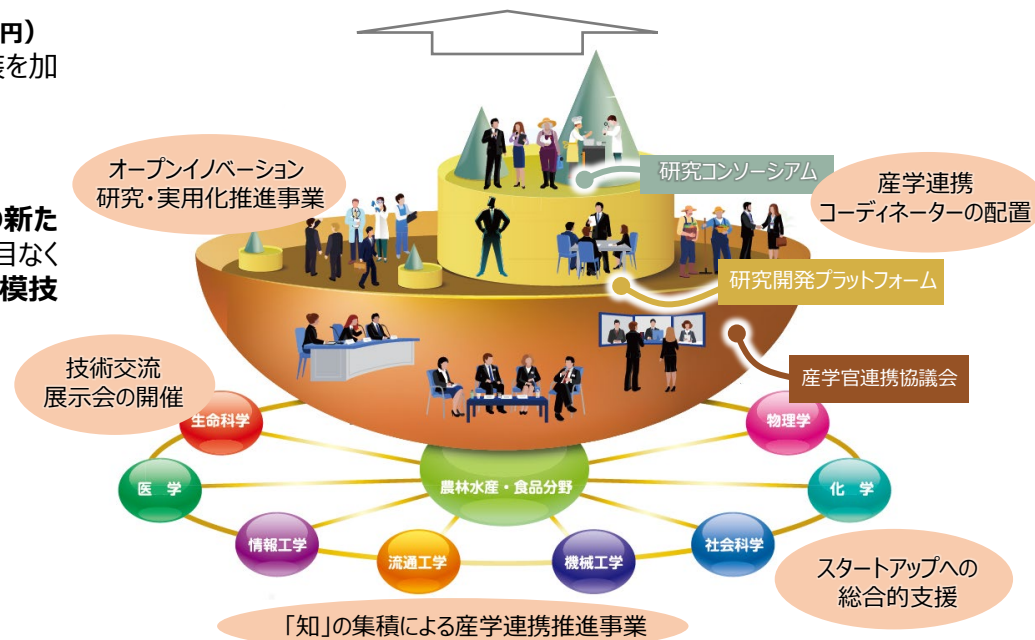 円）
を加
の新た
目なく
模技
オープンイノベーション
研究・実用化推進事業
研究コンソーシアム
産学連携
コーディネーターの配置
研究開発プラットフォーム
技術交流
展示会の開催
産学官連携協議会
生命科学
物理学
医 学
農林水産・食品分野
化 学
情報工学
社会科学
流通工学
機械工学
スタートアップへの
総合的支援
「知」の集積による産学連携推進事業